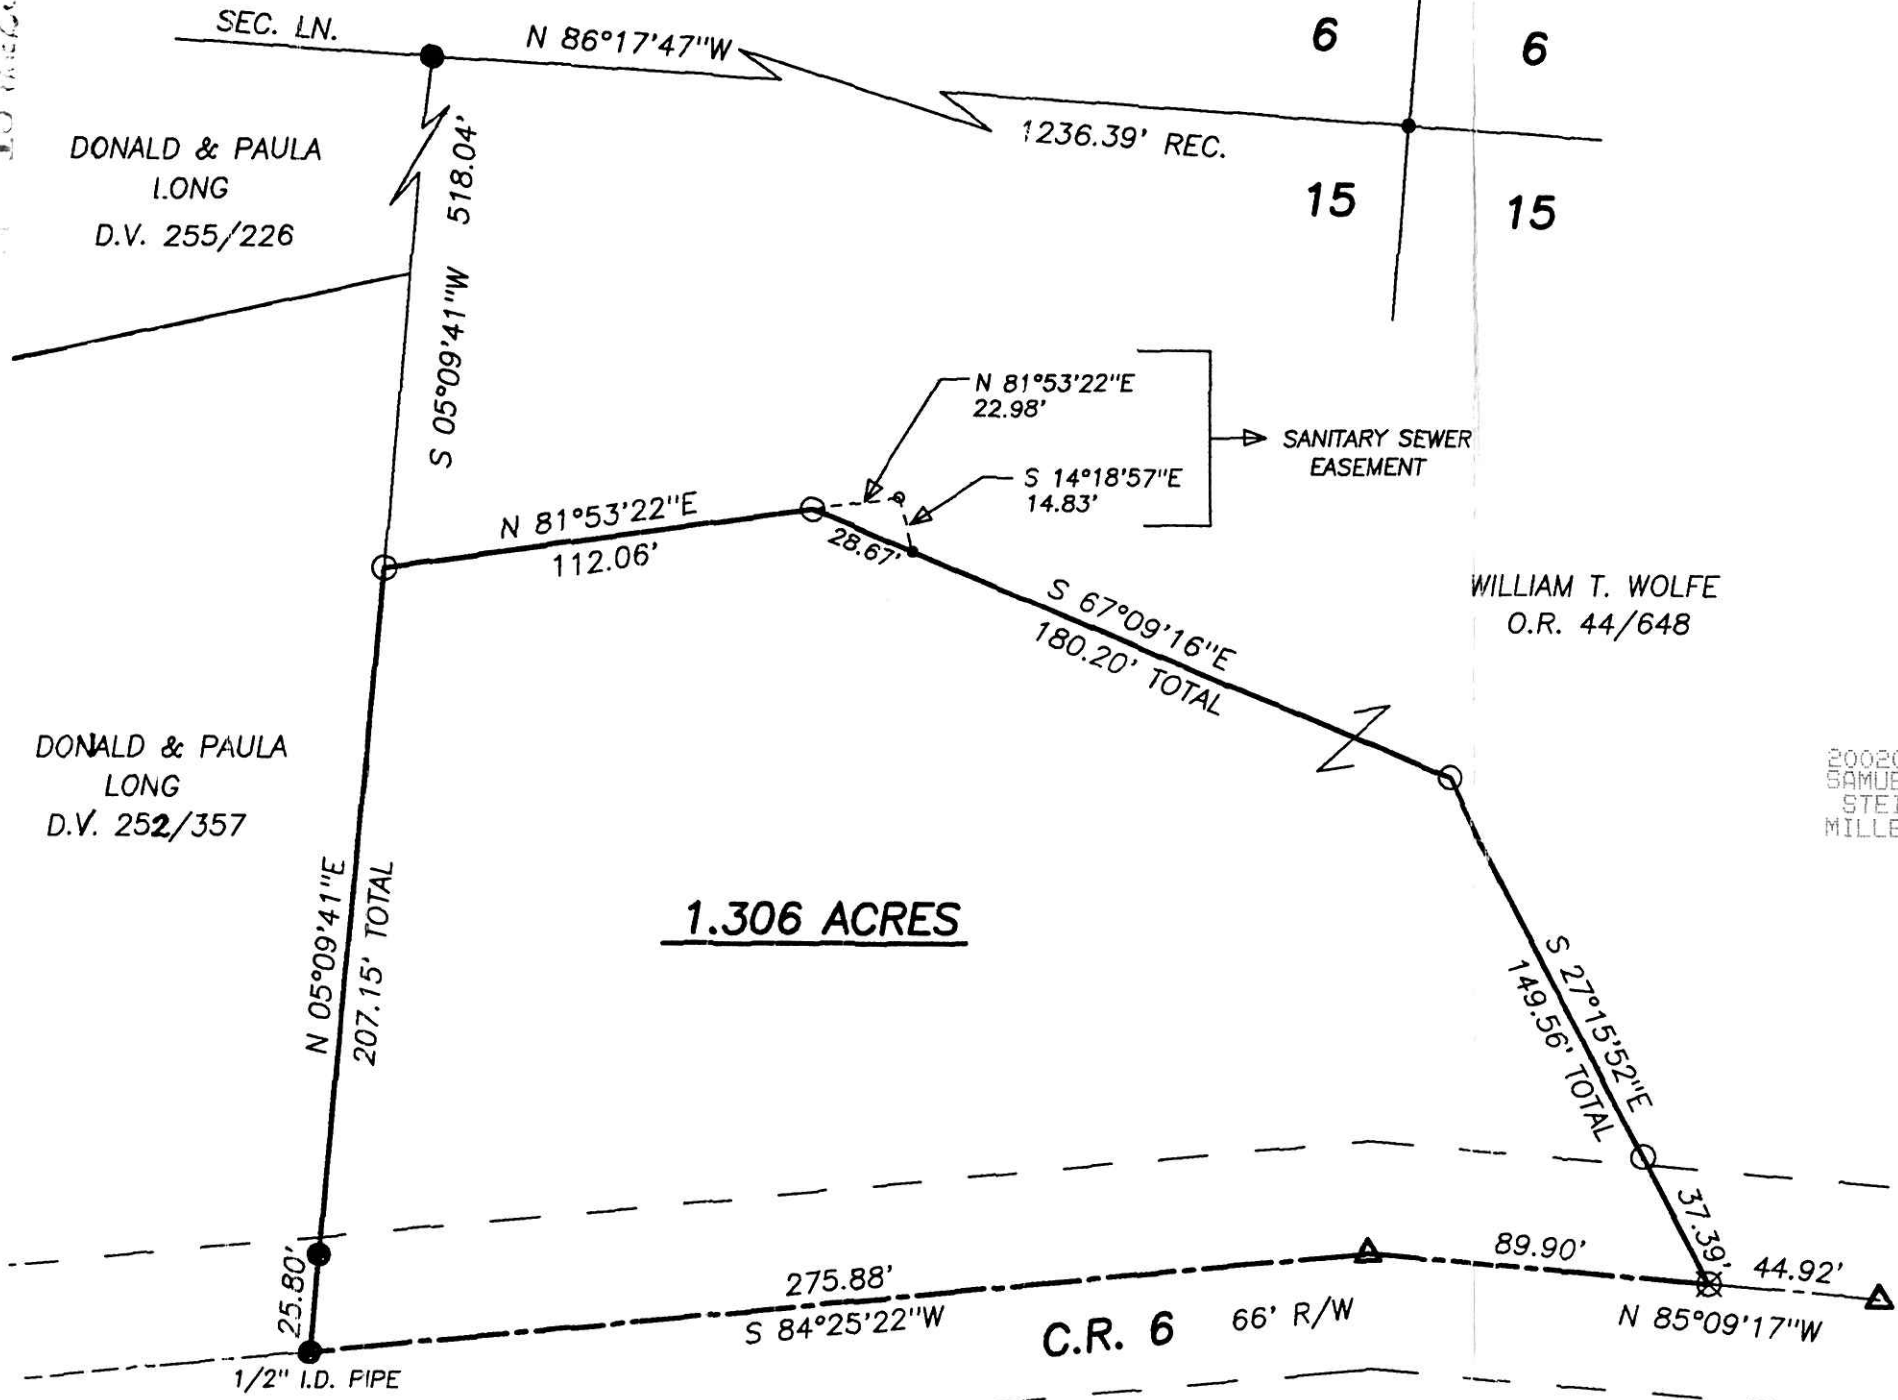 SEC. LN.
N 86°17'47"W
6
6
1236.39' REC.
15
15
DONALD & PAULA
LONG
D.V. 255/226
S 05°09'41"W 518.04'
N 81°53'22"E
22.98'
S 14°18'57"E
14.83'
SANITARY SEWER
EASEMENT
N 81°53'22"E
112.06'
28.67'
S 67°09'16"E
180.20' TOTAL
WILLIAM T. WOLFE
O.R. 44/648
DONALD & PAULA
LONG
D.V. 252/357
N 05°09'41"E
207.15' TOTAL
1.306 ACRES
S 27°15'52"E
149.56' TOTAL
37.39'
25.80'
275.88'
S 84°25'22"W
89.90'
44.92'
C.R. 6
66' R/W
N 85°09'17"W
1/2" I.D. PIPE